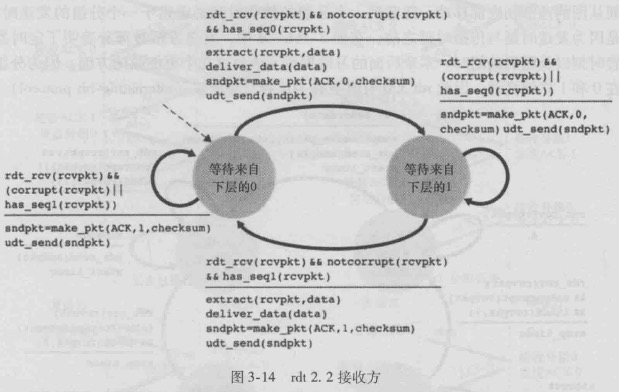 rdt_rcv(rcvpkt)&& notcorrupt(rcvpkt)
&& has_seq0(rcvpkt)
extract(rcvpkt,data)
deliver_data(data)
sndpkt=make_pkt(ACK,0,checksum)
udt_send(sndpkt)
rdt_rcv(rcvpkt)&&
(corrupt(rcvpkt)||
has_seq0(rcvpkt))
sndpkt=make_pkt(ACK,0,
checksum) udt_send(sndpkt)
等待来自
下层的0
等待来自
下层的1
rdt_rcv(rcvpkt)&&
(corrupt(rcvpkt)||
has_seq1(rcvpkt))
sndpkt=make_pkt(ACK,1,checksum)
udt_send(sndpkt)
rdt_rcv(rcvpkt)&& notcorrupt(rcvpkt)
&& has_seq1(rcvpkt)
extract(rcvpkt,data)
deliver_data(data)
sndpkt=make_pkt(ACK,1,checksum)
udt_send(sndpkt)
图 3-14 rdt 2. 2 接收方